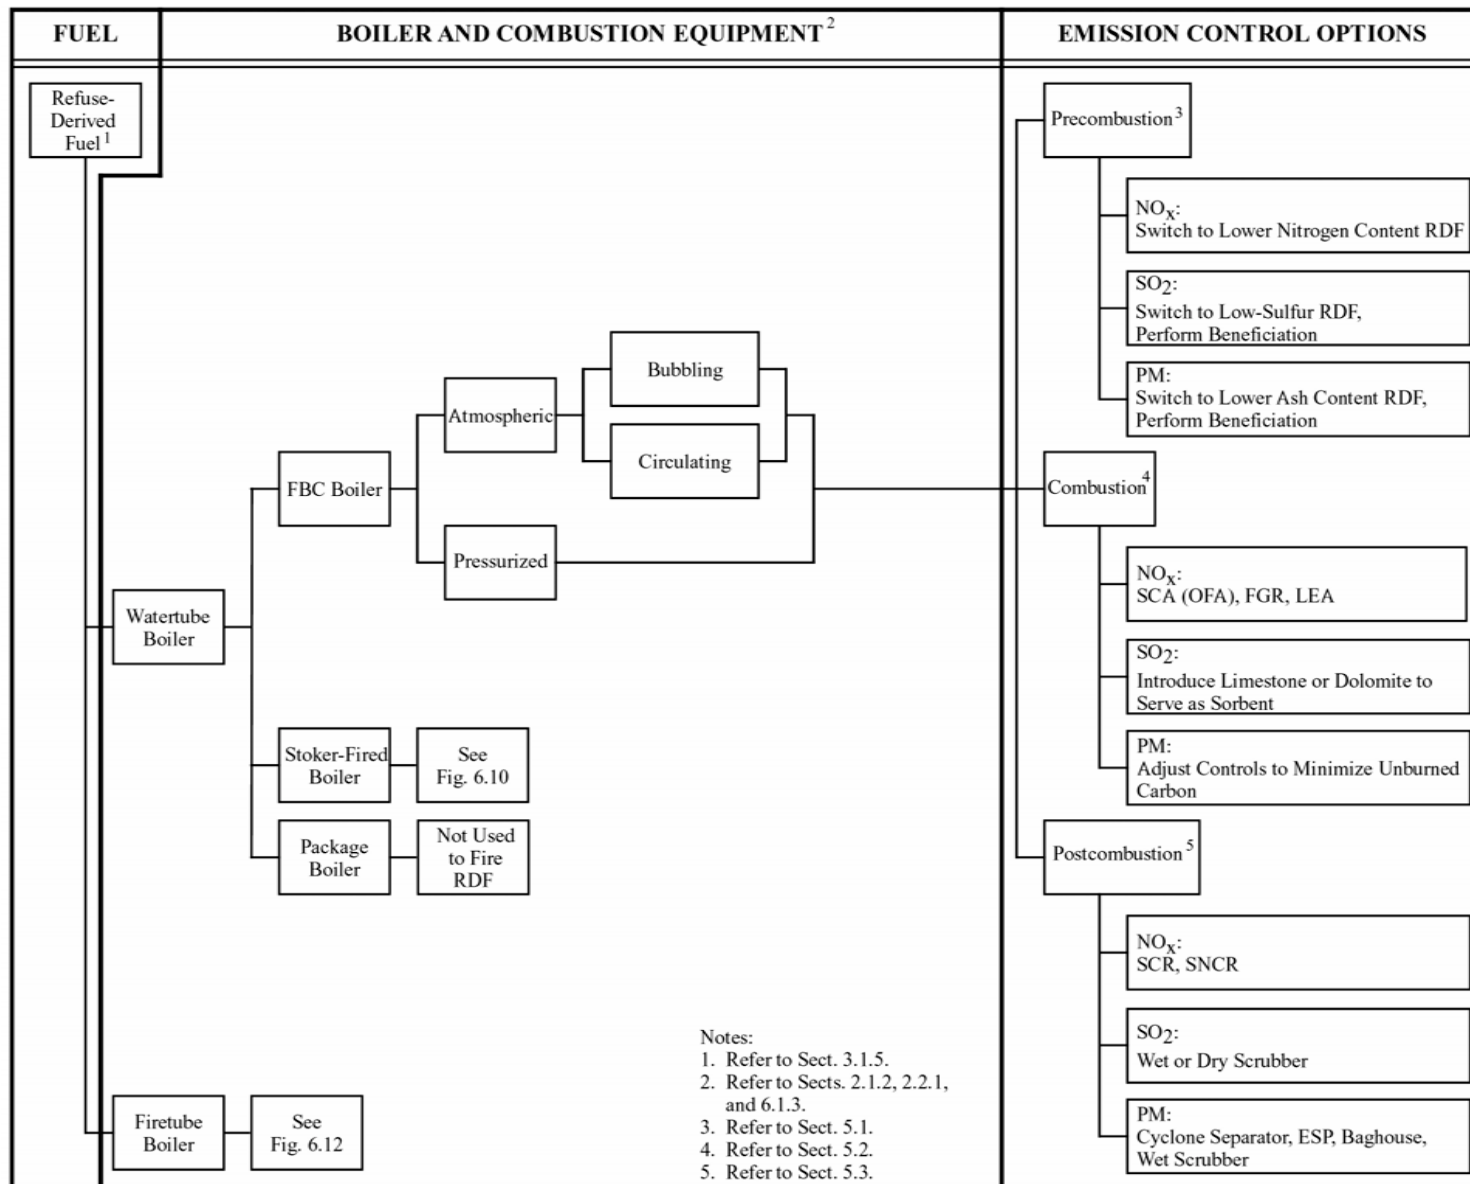 FUEL
BOILER AND COMBUSTION EQUIPMENT 2
EMISSION CONTROL OPTIONS
Refuse-
Derived
Fuel 1
Watertube
Boiler
FBC Boiler
Atmospheric
Bubbling
Circulating
Pressurized
Stoker-Fired
Boiler
See
Fig. 6.10
Package
Boiler
Not Used
to Fire
RDF
Firetube
Boiler
See
Fig. 6.12
Notes:
1. Refer to Sect. 3.1.5.
2. Refer to Sects. 2.1.2, 2.2.1,
and 6.1.3.
3. Refer to Sect. 5.1.
4. Refer to Sect. 5.2.
5. Refer to Sect. 5.3.
Precombustion 3
NOx:
Switch to Lower Nitrogen Content RDF
SO2:
Switch to Low-Sulfur RDF,
Perform Beneficiation
PM:
Switch to Lower Ash Content RDF,
Perform Beneficiation
Combustion 4
NOx:
SCA (OFA), FGR, LEA
SO2:
Introduce Limestone or Dolomite to
Serve as Sorbent
PM:
Adjust Controls to Minimize Unburned
Carbon
Postcombustion 5
NOx:
SCR, SNCR
SO2:
Wet or Dry Scrubber
PM:
Cyclone Separator, ESP, Baghouse,
Wet Scrubber